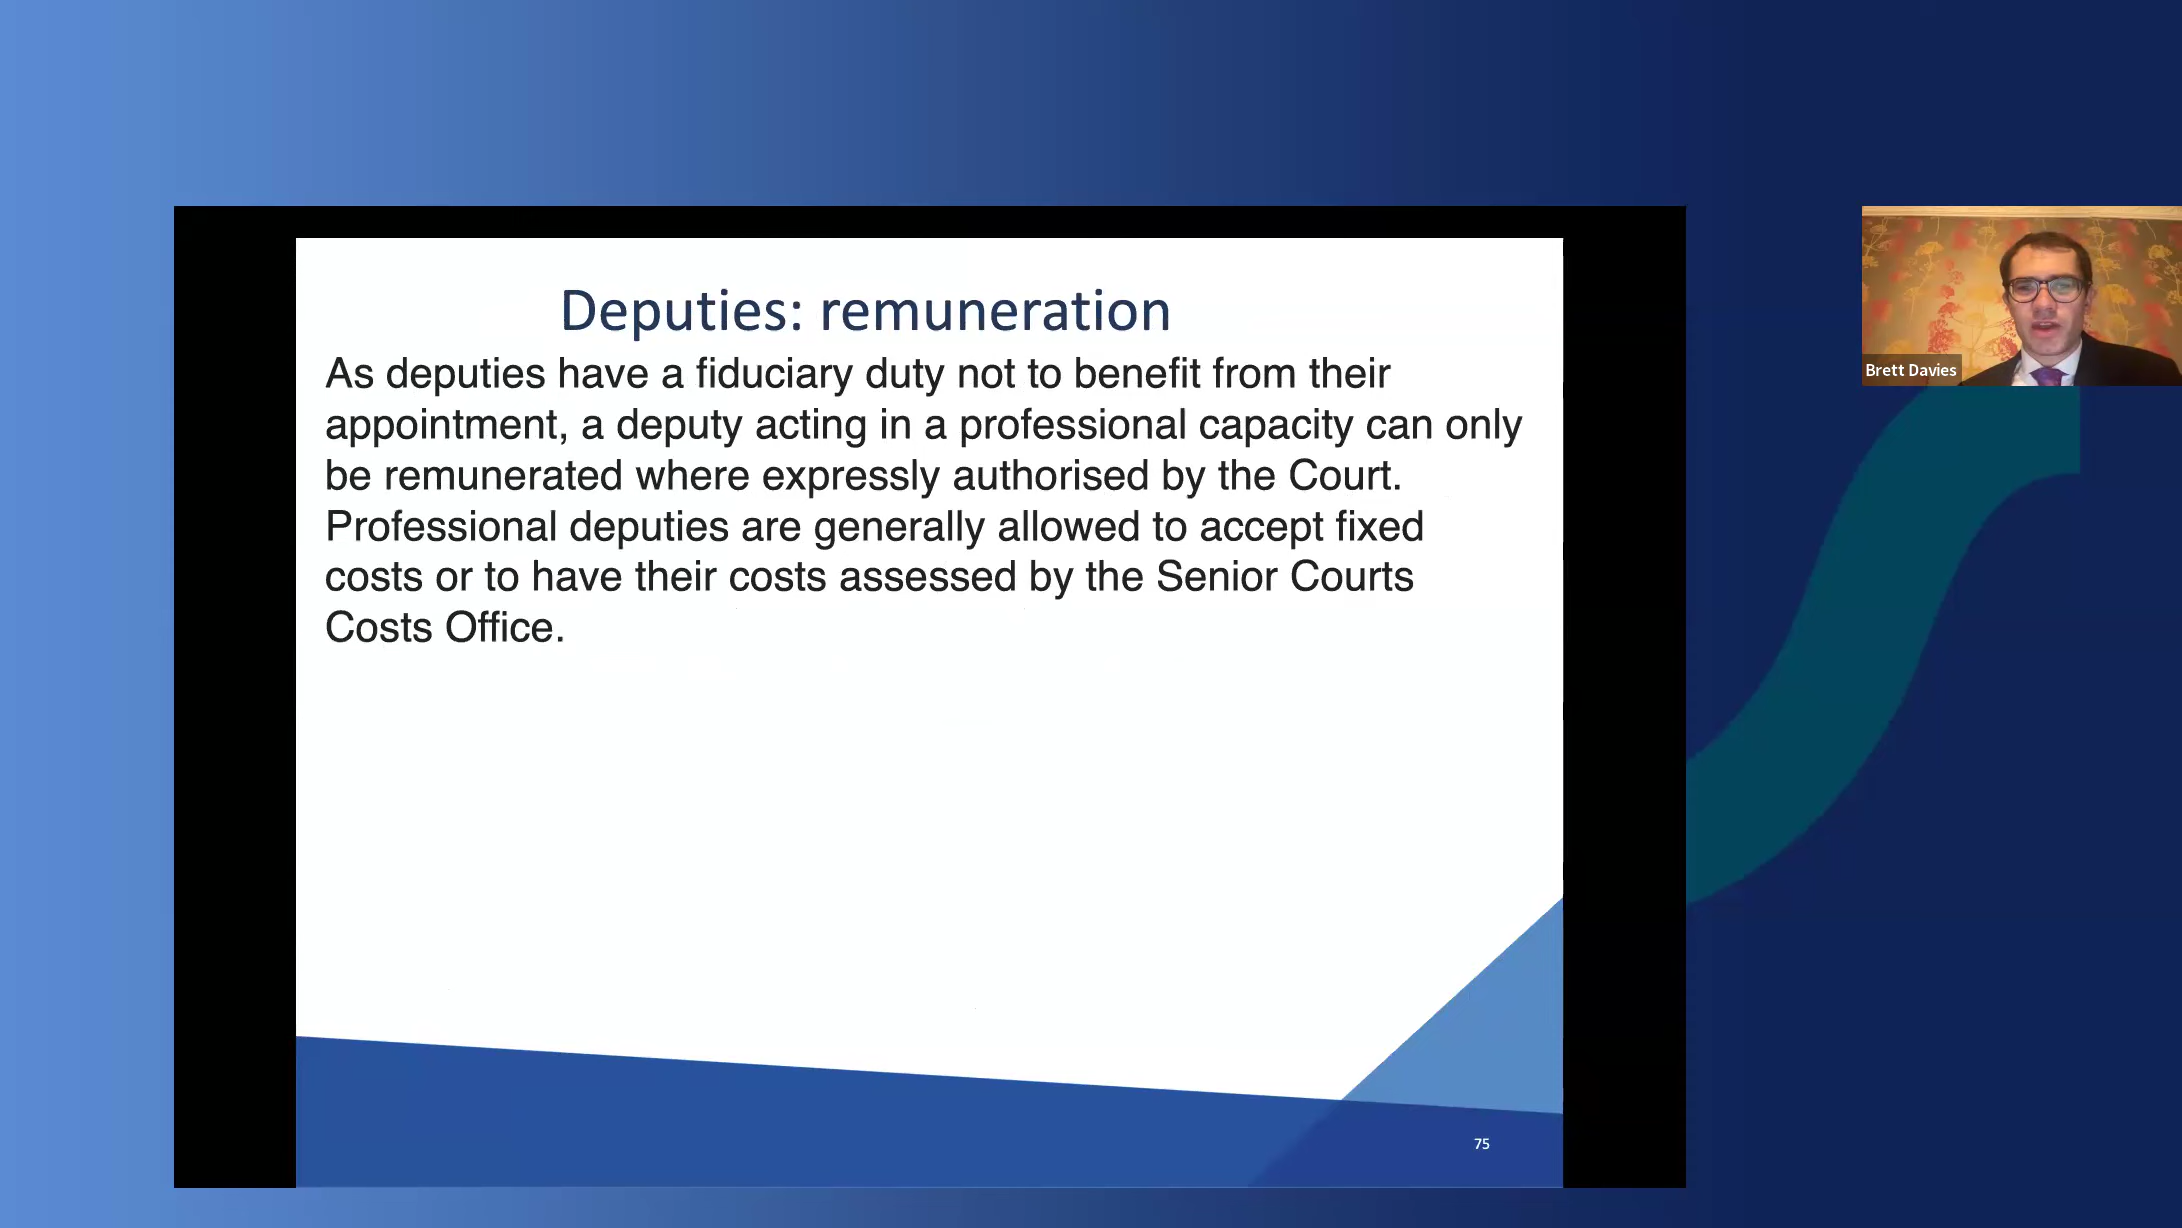 Deputies: remuneration
As deputies have a fiduciary duty not to benefit from their
appointment, a deputy acting in a professional capacity can only
be remunerated where expressly authorised by the Court.
Professional deputies are generally allowed to accept fixed
costs or to have their costs assessed by the Senior Courts
Costs Office.
75
Brett Davies